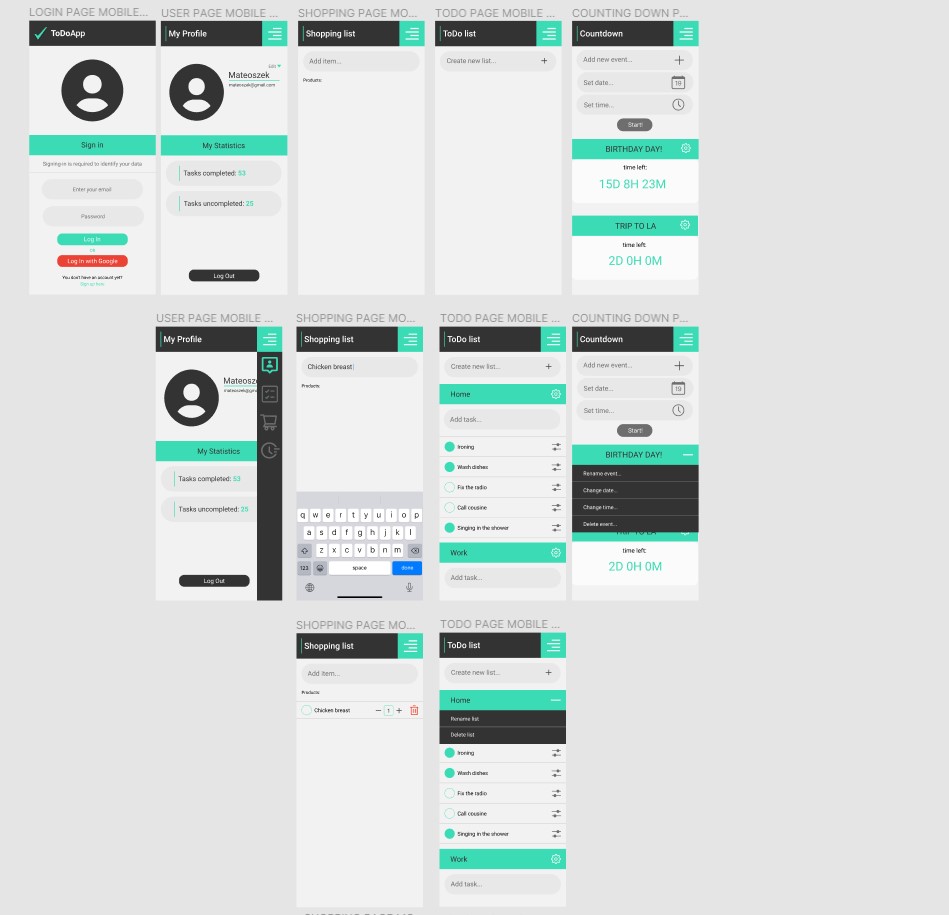 LOGIN PAGE MOBILE...
ToDoApp
Sign in
Signing-in is required to identify your data
Enter your email
Password
Log In
or
Log In with Google
You don't have an account yet?
Sign up here
USER PAGE MOBILE ...
My Profile
Edit
Mateoszek
mateoszek@gmail.com
My Statistics
Tasks completed: 53
Tasks uncompleted: 25
Log Out
SHOPPING PAGE MO...
Shopping list
Add item...
Products:
TODO PAGE MOBILE ...
ToDo list
Create new list...
COUNTING DOWN P...
Countdown
Add new event...
Set date...
19
Set time...
Start!
BIRTHDAY DAY!
time left:
15D 8H 23M
TRIP TO LA
time left:
2D 0H 0M
USER PAGE MOBILE ...
My Profile
Mateosze
mateoszek@gm
My Statistics
Tasks completed: 53
Tasks uncompleted: 25
Log Out
SHOPPING PAGE MO...
Shopping list
Chicken breast
Products:
q w e r t y u i o p
a s d f g h j k l
z x c v b n m
123
space
done
TODO PAGE MOBILE ...
ToDo list
Create new list...
Home
Add task...
Ironing
Wash dishes
Fix the radio
Call cousine
Singing in the shower
Work
Add task...
COUNTING DOWN P...
Countdown
Add new event...
Set date...
19
Set time...
Start!
BIRTHDAY DAY!
Rename event...
Change date...
Change time...
Delete event...
TRIP TO LA
time left:
2D 0H 0M
SHOPPING PAGE MO...
Shopping list
Add item...
Products:
Chicken breast
1
TODO PAGE MOBILE ...
ToDo list
Create new list...
Home
Rename list
Delete list
Ironing
Wash dishes
Fix the radio
Call cousine
Singing in the shower
Work
Add task...